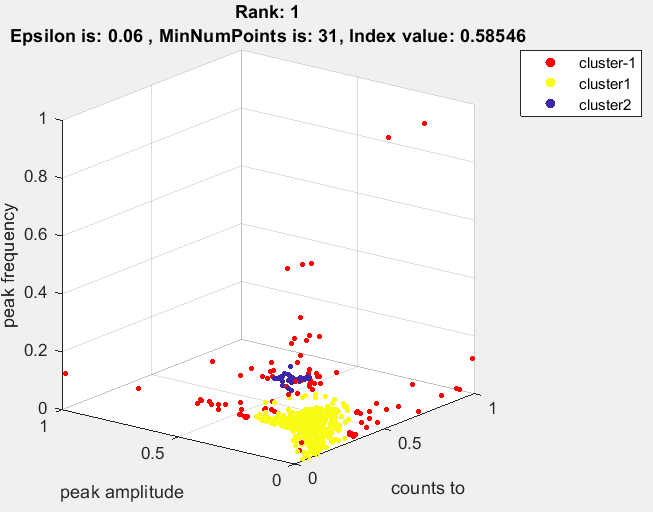 Rank: 1
Epsilon is: 0.06 , MinNumPoints is: 31, Index value: 0.58546
cluster-1
cluster1
cluster2
1
0.8
0.6
0.4
0.2
0
peak frequency
1
0.5
0
peak amplitude
0
0.5
1
counts to